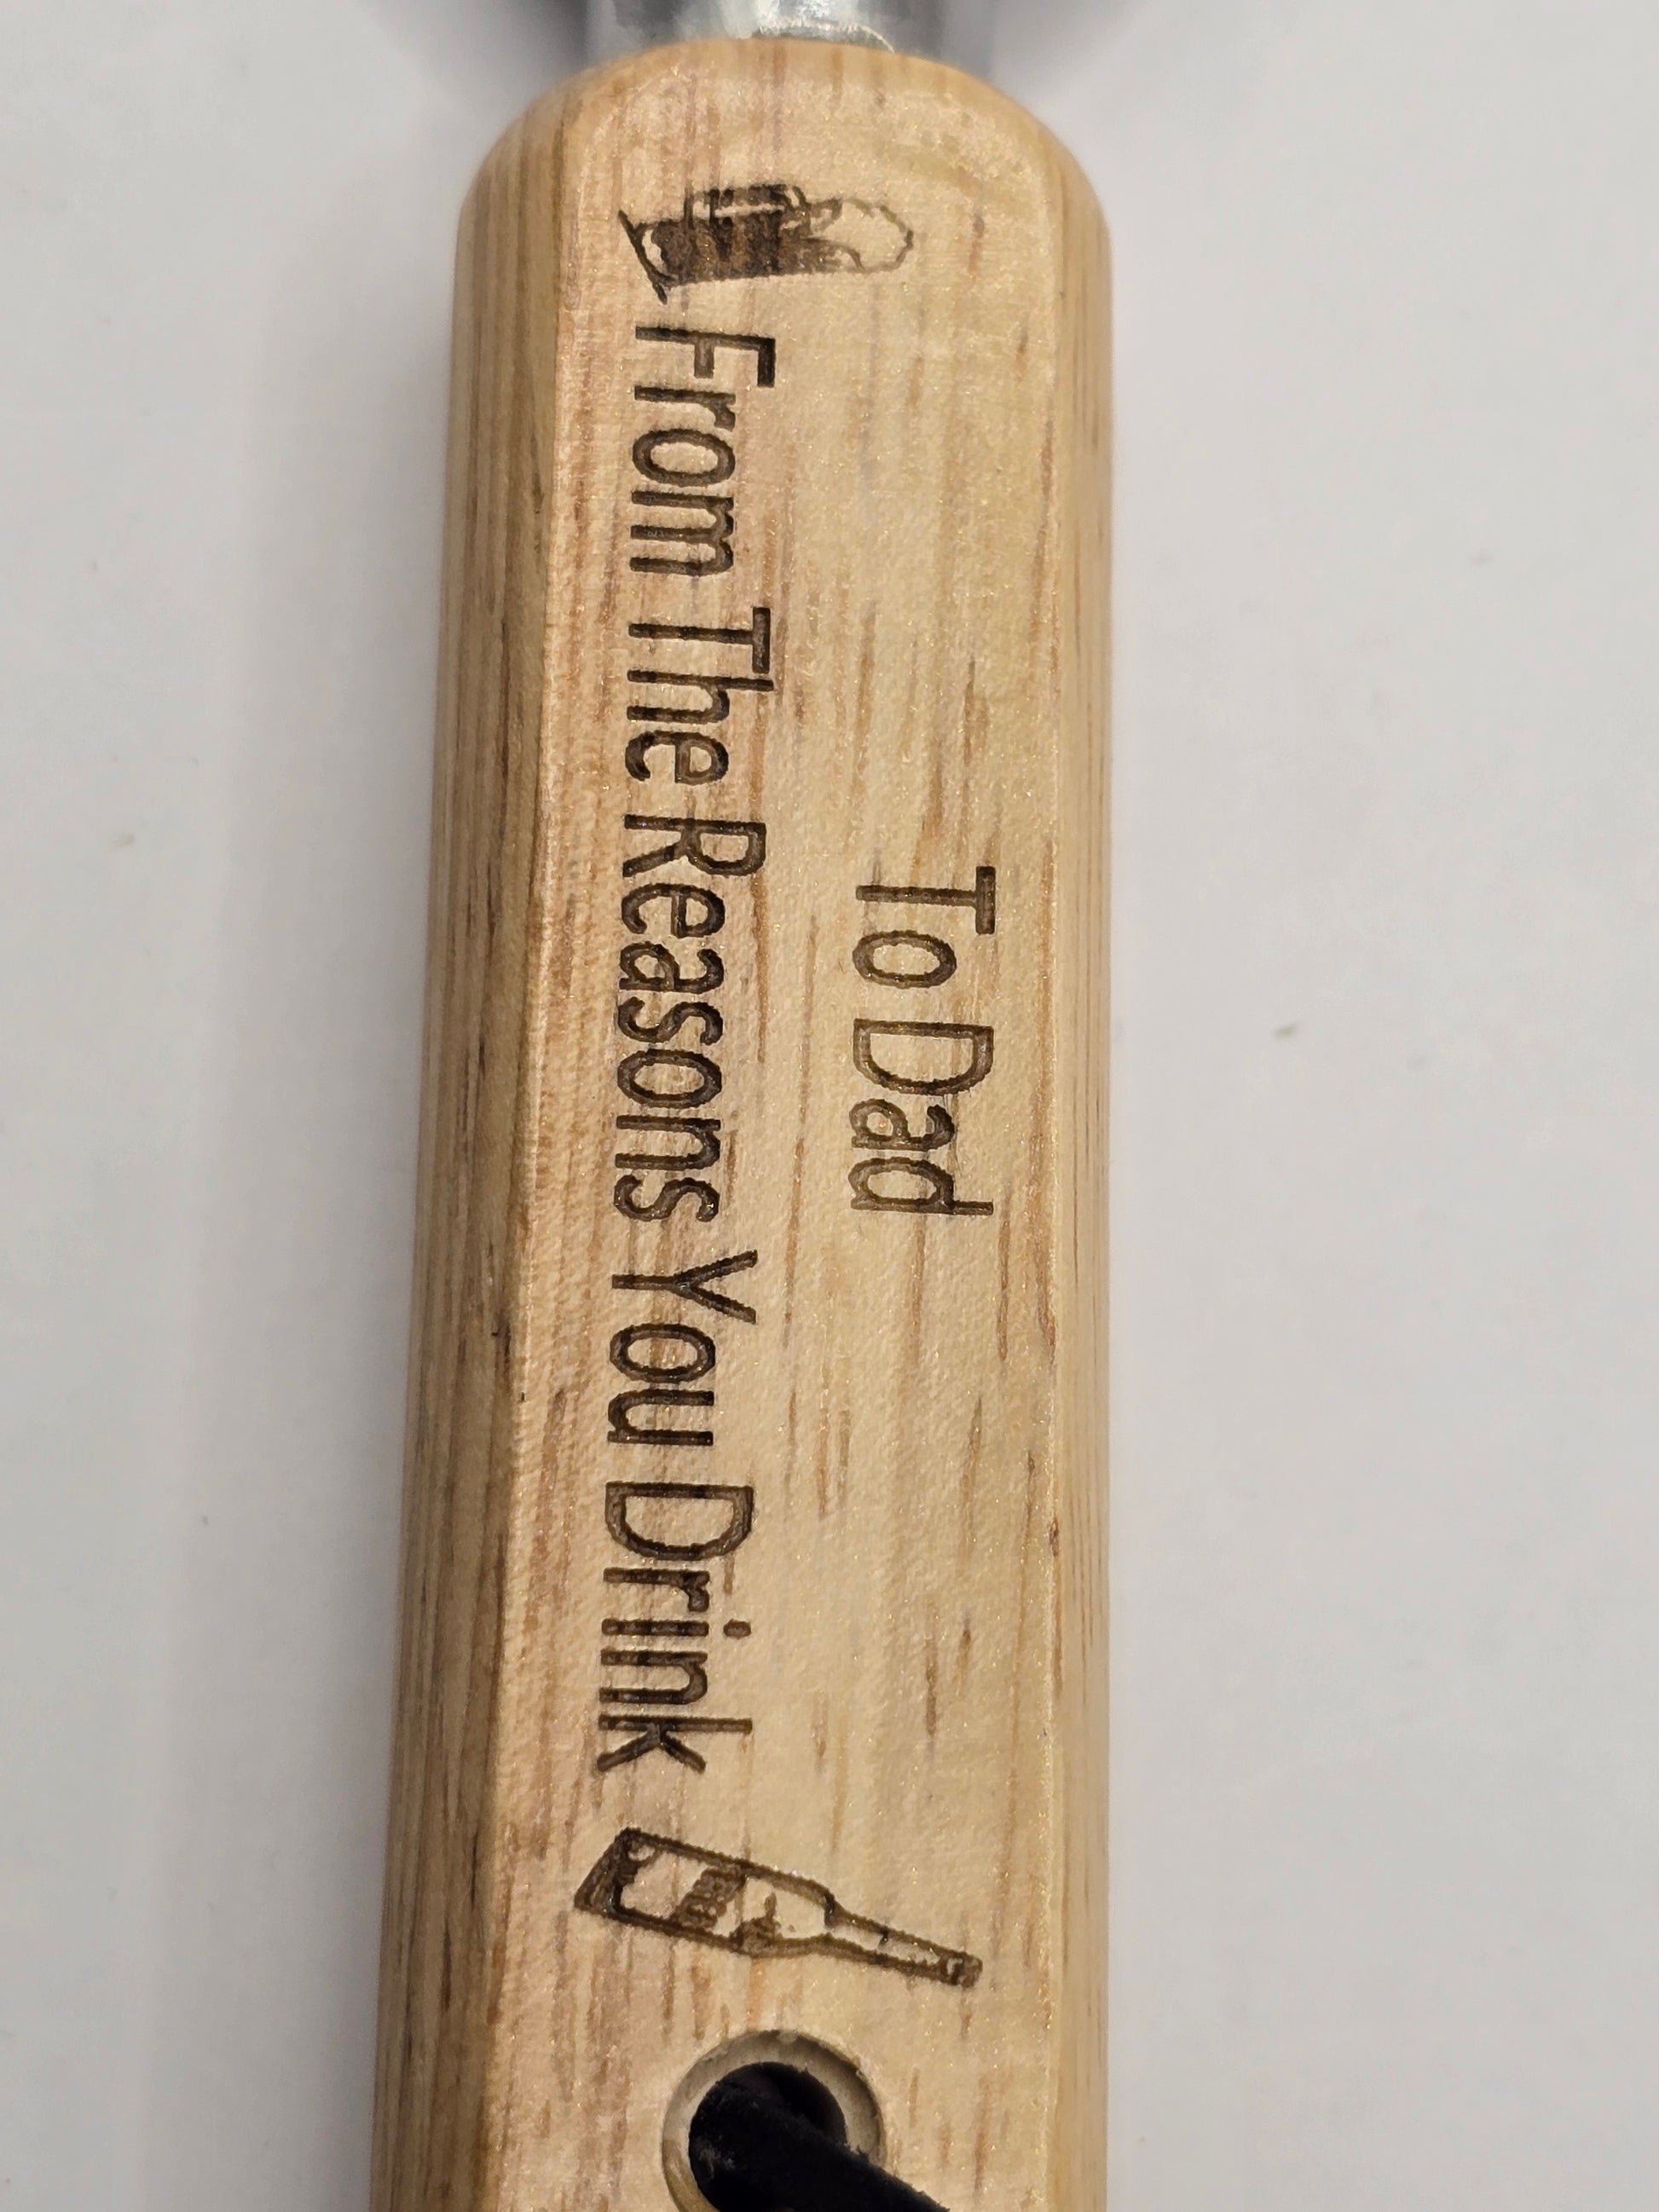 To Dad
From The Reasons You Drink